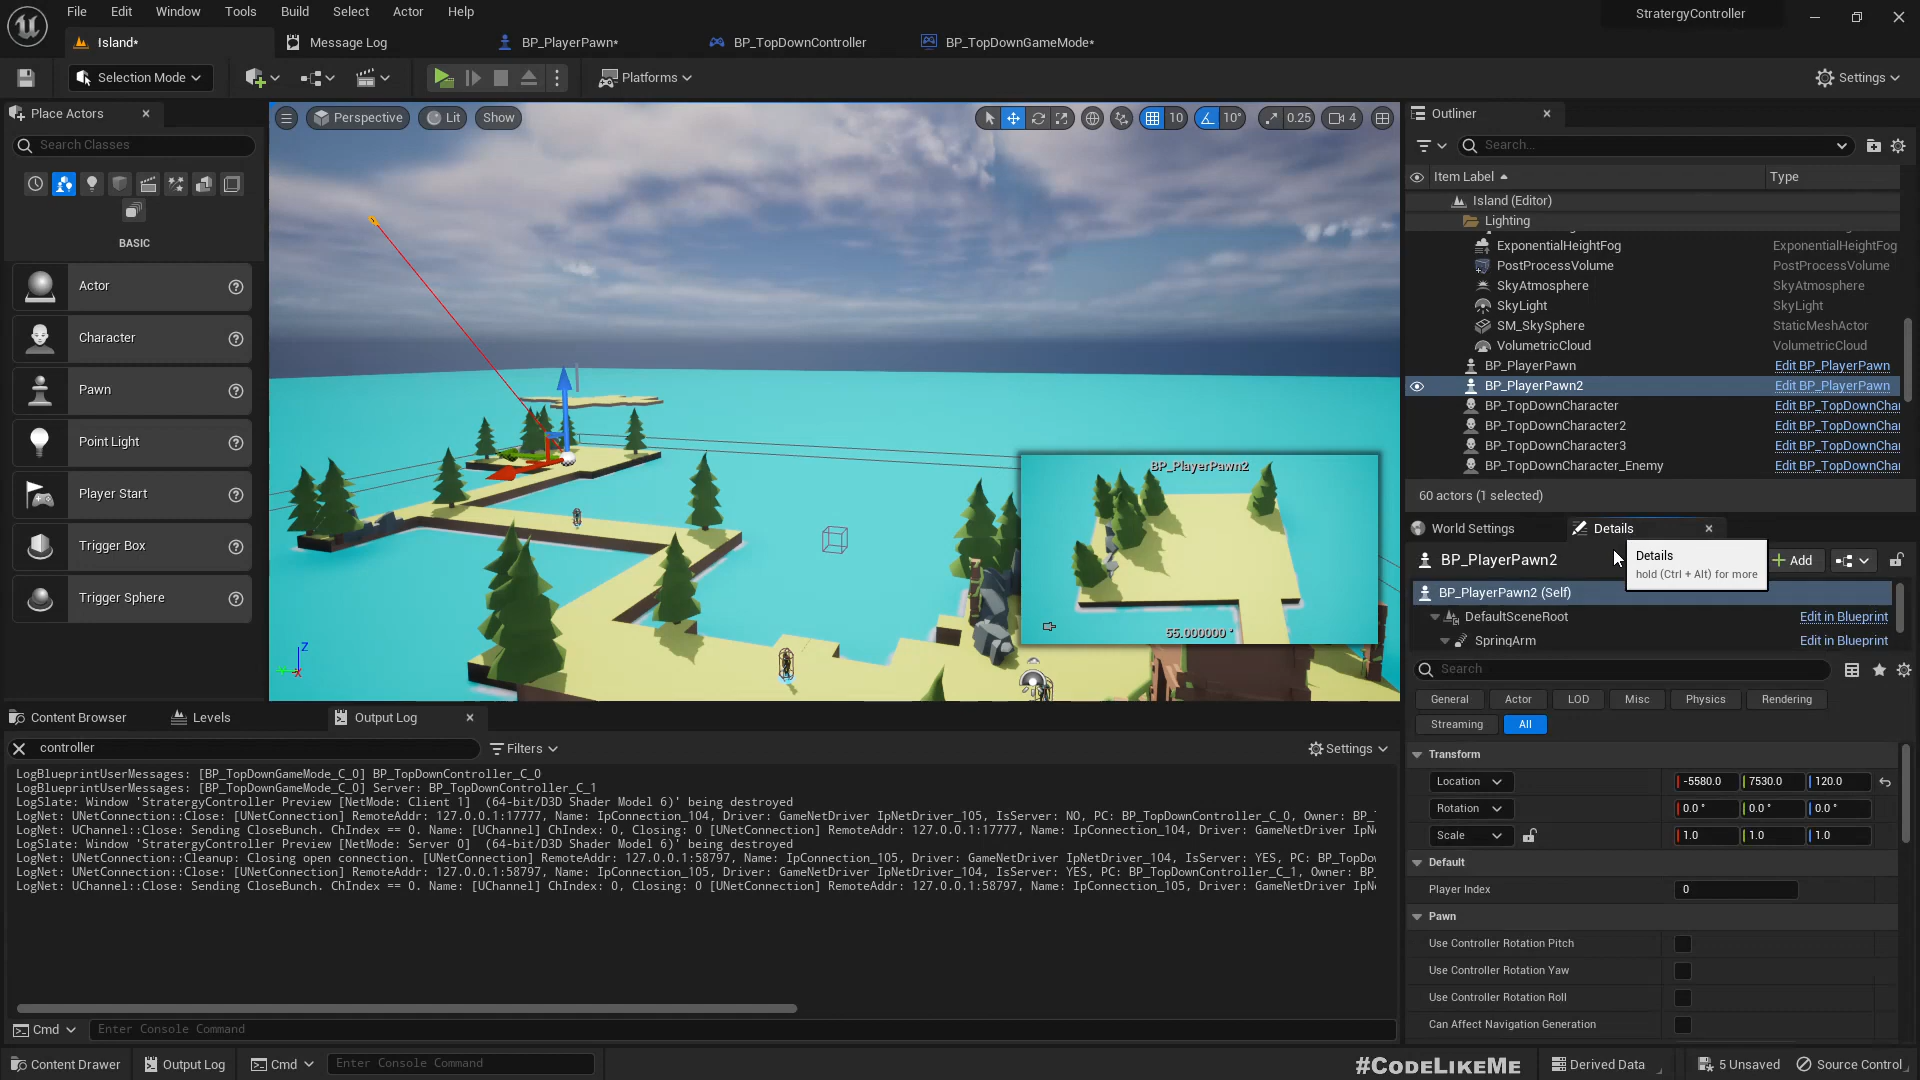 File Edit Window Tools Build Select Actor Help
StratergyController
Island*
Message Log
BP_PlayerPawn*
BP_TopDownController
BP_TopDownGameMode*
Selection Mode
Platforms
Settings
Place Actors
Search Classes
BASIC
Actor
Character
Pawn
Point Light
Player Start
Trigger Box
Trigger Sphere
Perspective
Lit
Show
10
10°
0.25
4
BP_PlayerPawn2
55.000000 °
Z
Outliner
Search...
Item Label
Type
Island (Editor)
Lighting
ExponentialHeightFog ExponentialHeightFog
PostProcessVolume PostProcessVolume
SkyAtmosphere SkyAtmosphere
SkyLight SkyLight
SM_SkySphere StaticMeshActor
VolumetricCloud VolumetricCloud
BP_PlayerPawn Edit BP_PlayerPawn
BP_PlayerPawn2 Edit BP_PlayerPawn
BP_TopDownCharacter Edit BP_TopDownChar
BP_TopDownCharacter2 Edit BP_TopDownChar
BP_TopDownCharacter3 Edit BP_TopDownChar
BP_TopDownCharacter_Enemy Edit BP_TopDownChar
60 actors (1 selected)
World Settings
Details
BP_PlayerPawn2
Details
hold (Ctrl + Alt) for more
Add
BP_PlayerPawn2 (Self)
DefaultSceneRoot Edit in Blueprint
SpringArm Edit in Blueprint
Search
General Actor LOD Misc Physics Rendering
Streaming All
Transform
Location -5580.0 7530.0 120.0
Rotation 0.0 ° 0.0 ° 0.0 °
Scale 1.0 1.0 1.0
Default
Player Index 0
Pawn
Use Controller Rotation Pitch
Use Controller Rotation Yaw
Use Controller Rotation Roll
Can Affect Navigation Generation
Content Browser
Levels
Output Log
controller
Filters
Settings
LogBlueprintUserMessages: [BP_TopDownGameMode_C_0] BP_TopDownController_C_0
LogBlueprintUserMessages: [BP_TopDownGameMode_C_0] Server: BP_TopDownController_C_1
LogSlate: Window 'StratergyController Preview [NetMode: Client 1]  (64-bit/D3D Shader Model 6)' being destroyed
LogNet: UNetConnection::Close: [UNetConnection] RemoteAddr: 127.0.0.1:17777, Name: IpConnection_104, Driver: GameNetDriver IpNetDriver_105, IsServer: NO, PC: BP_TopDownController_C_0, Owner: BP_
LogNet: UChannel::Close: Sending CloseBunch. ChIndex == 0. Name: [UChannel] ChIndex: 0, Closing: 0 [UNetConnection] RemoteAddr: 127.0.0.1:17777, Name: IpConnection_104, Driver: GameNetDriver IpNe
LogSlate: Window 'StratergyController Preview [NetMode: Server 0]  (64-bit/D3D Shader Model 6)' being destroyed
LogNet: UNetConnection::Cleanup: Closing open connection. [UNetConnection] RemoteAddr: 127.0.0.1:58797, Name: IpConnection_105, Driver: GameNetDriver IpNetDriver_104, IsServer: YES, PC: BP_TopDow
LogNet: UNetConnection::Close: [UNetConnection] RemoteAddr: 127.0.0.1:58797, Name: IpConnection_105, Driver: GameNetDriver IpNetDriver_104, IsServer: YES, PC: BP_TopDownController_C_1, Owner: BP_
LogNet: UChannel::Close: Sending CloseBunch. ChIndex == 0. Name: [UChannel] ChIndex: 0, Closing: 0 [UNetConnection] RemoteAddr: 127.0.0.1:58797, Name: IpConnection_105, Driver: GameNetDriver IpNe
Cmd
Enter Console Command
Content Drawer
Output Log
Cmd
Enter Console Command
#CODELIKEME
Derived Data
5 Unsaved
Source Control